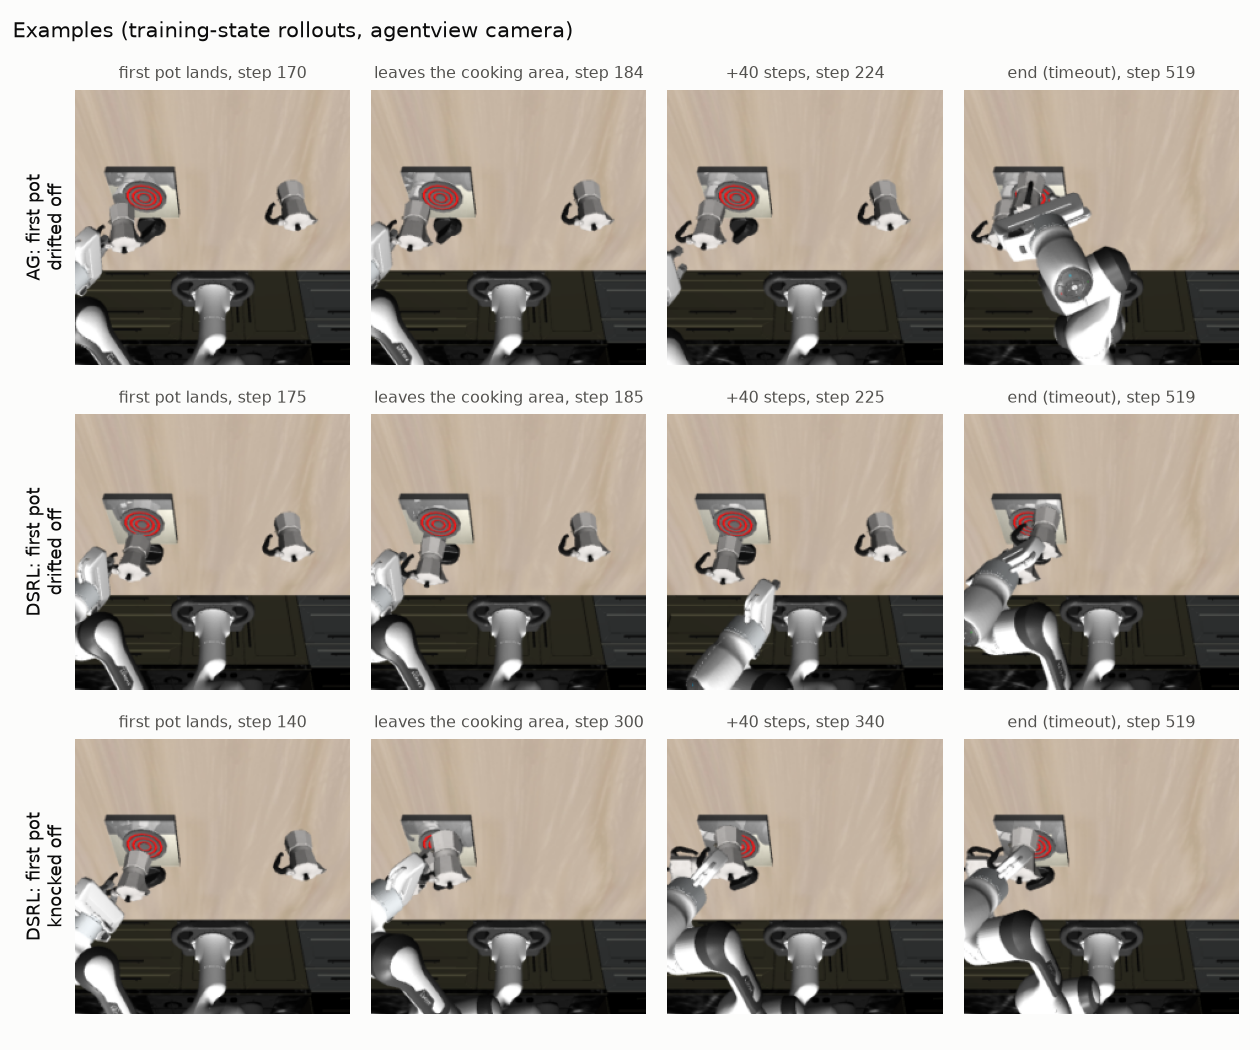 Examples (training-state rollouts, agentview camera)
first pot lands, step 170
leaves the cooking area, step 184
+40 steps, step 224
end (timeout), step 519
AG: first pot
drifted off
first pot lands, step 175
leaves the cooking area, step 185
+40 steps, step 225
end (timeout), step 519
DSRL: first pot
drifted off
first pot lands, step 140
leaves the cooking area, step 300
+40 steps, step 340
end (timeout), step 519
DSRL: first pot
knocked off